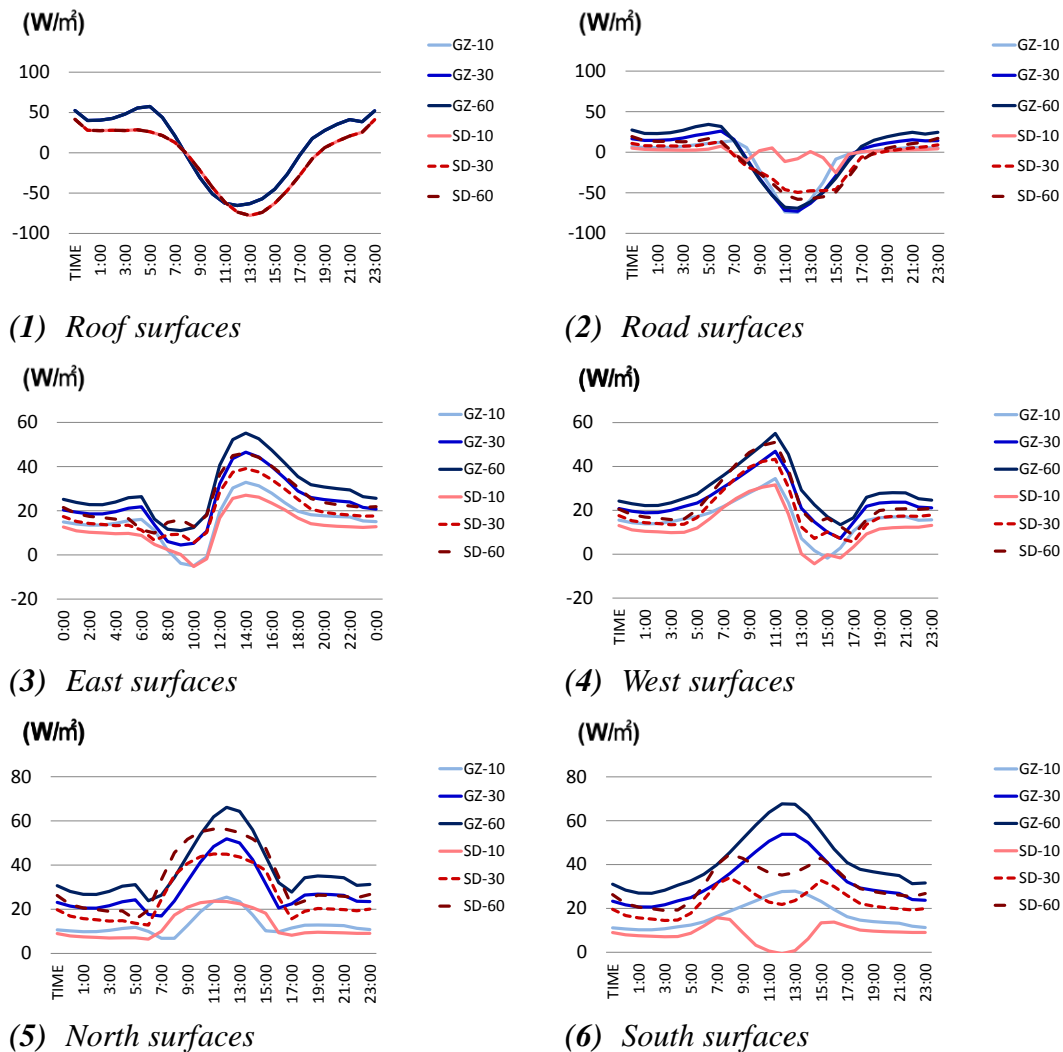 (W/㎡)
100
50
0
-50
-100
TIME
1:00
3:00
5:00
7:00
9:00
11:00
13:00
15:00
17:00
19:00
21:00
23:00
GZ-10
GZ-30
GZ-60
SD-10
SD-30
SD-60
(1) Roof surfaces
(W/㎡)
100
50
0
-50
-100
TIME
1:00
3:00
5:00
7:00
9:00
11:00
13:00
15:00
17:00
19:00
21:00
23:00
GZ-10
GZ-30
GZ-60
SD-10
SD-30
SD-60
(2) Road surfaces
(W/㎡)
60
40
20
0
-20
0:00
2:00
4:00
6:00
8:00
10:00
12:00
14:00
16:00
18:00
20:00
22:00
0:00
GZ-10
GZ-30
GZ-60
SD-10
SD-30
SD-60
(3) East surfaces
(W/㎡)
60
40
20
0
-20
TIME
1:00
3:00
5:00
7:00
9:00
11:00
13:00
15:00
17:00
19:00
21:00
23:00
GZ-10
GZ-30
GZ-60
SD-10
SD-30
SD-60
(4) West surfaces
(W/㎡)
80
60
40
20
0
TIME
1:00
3:00
5:00
7:00
9:00
11:00
13:00
15:00
17:00
19:00
21:00
23:00
GZ-10
GZ-30
GZ-60
SD-10
SD-30
SD-60
(5) North surfaces
(W/㎡)
80
60
40
20
0
TIME
1:00
3:00
5:00
7:00
9:00
11:00
13:00
15:00
17:00
19:00
21:00
23:00
GZ-10
GZ-30
GZ-60
SD-10
SD-30
SD-60
(6) South surfaces